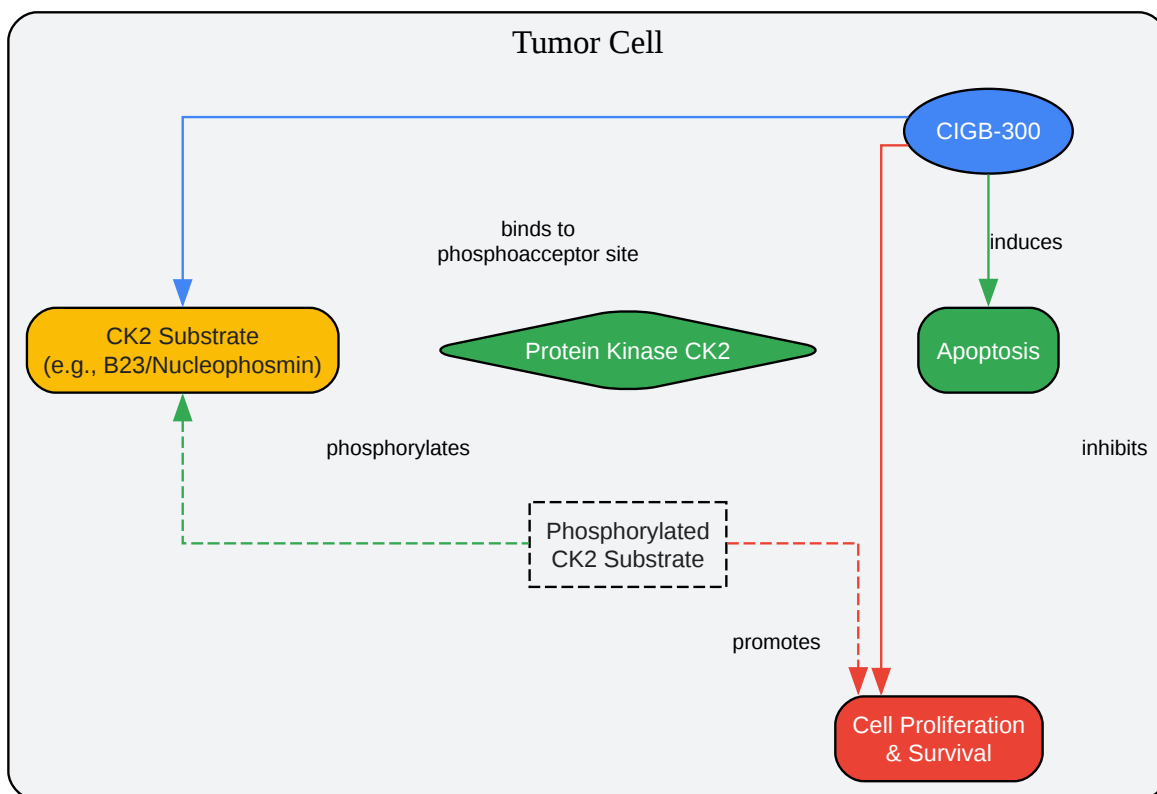 Tumor Cell
CIGB-300
binds to
phosphoacceptor site
induces
CK2 Substrate
(e.g., B23/Nucleophosmin)
Protein Kinase CK2
Apoptosis
phosphorylates
inhibits
Phosphorylated
CK2 Substrate
promotes
Cell Proliferation
& Survival